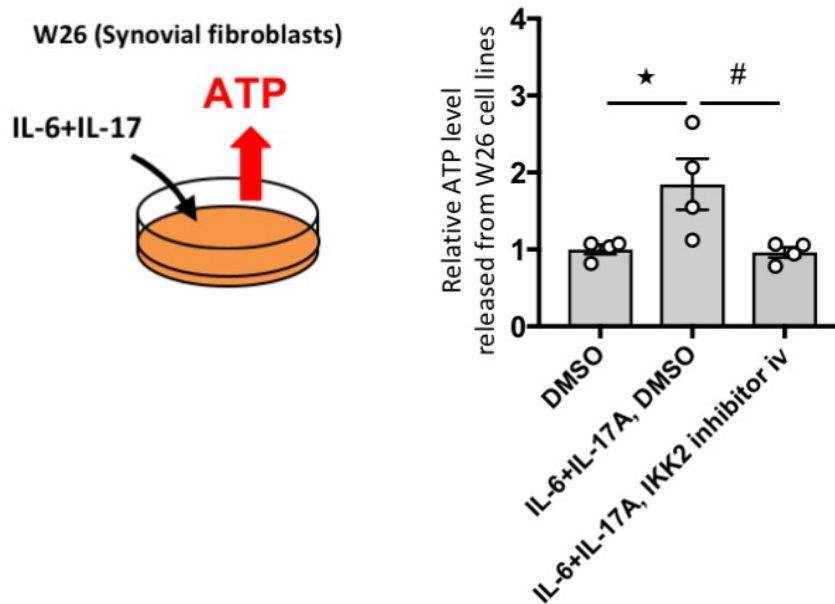 W26 (Synovial fibroblasts)
ATP
IL-6+IL-17
Relative ATP level
released from W26 cell lines
4
3
2
1
0
★
#
DMSO
IL-6+IL-17A, DMSO
IL-6+IL-17A, IKK2 inhibitor iv